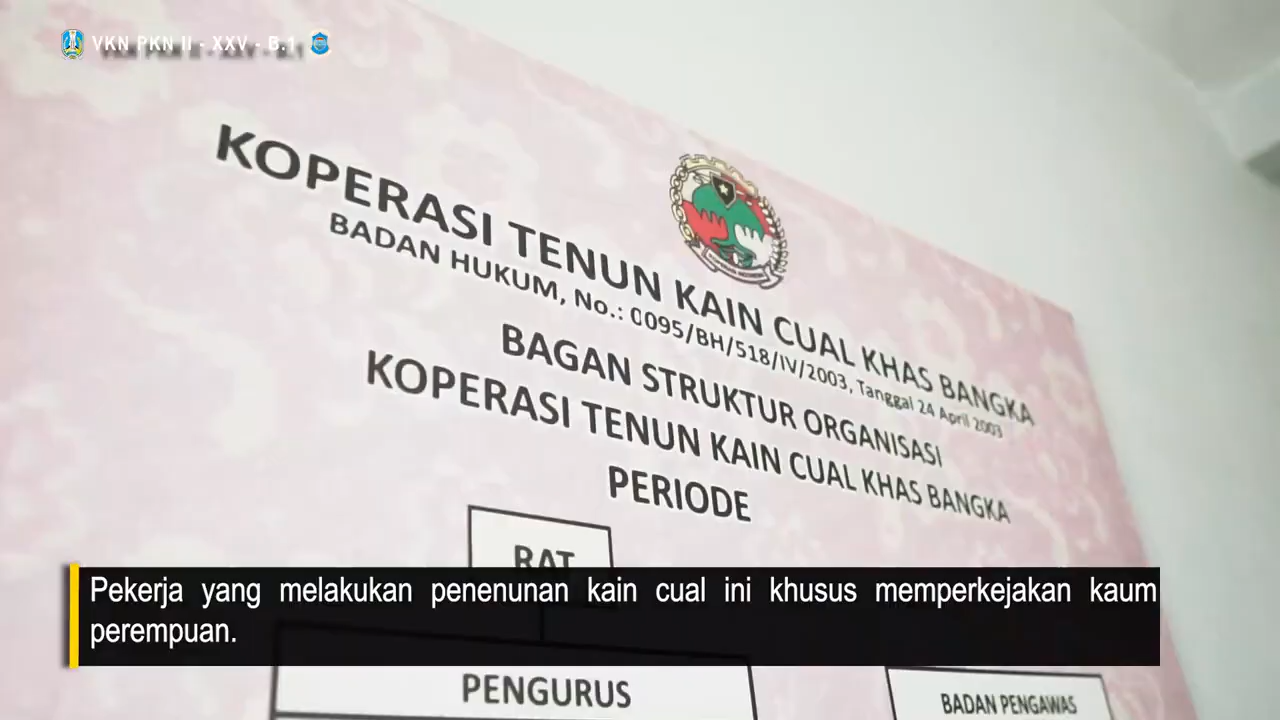 VKN PKN II - XXV - B.1
KOPERASI TENUN KAIN CUAL KHAS BANGKA
BADAN HUKUM, No.: 0095/BH/518/IV/2003, Tanggal 24 April 2003
BAGAN STRUKTUR ORGANISASI
KOPERASI TENUN KAIN CUAL KHAS BANGKA
PERIODE
RAT
Pekerja yang melakukan penenunan kain cual ini khusus memperkejakan kaum
perempuan.
PENGURUS
BADAN PENGAWAS